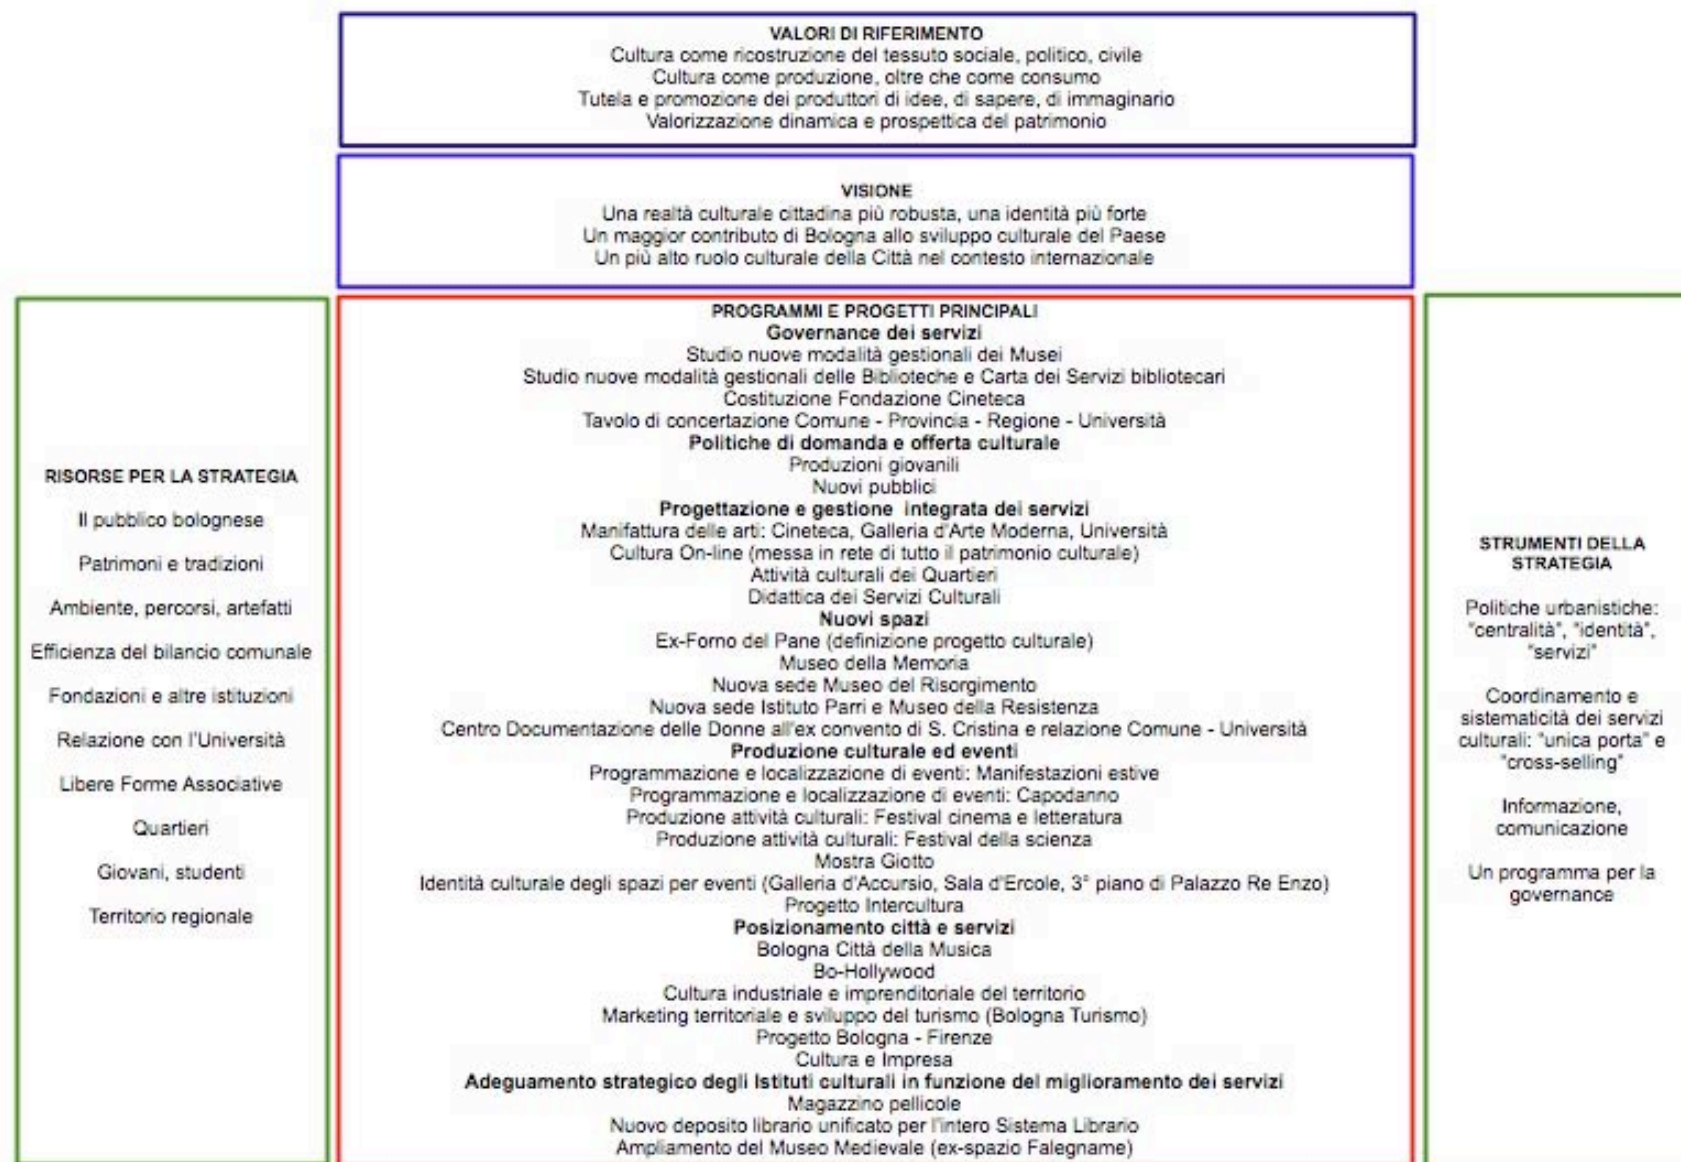 VALORI DI RIFERIMENTO
Cultura come ricostruzione del tessuto sociale, politico, civile
Cultura come produzione, oltre che come consumo
Tutela e promozione dei produttori di idee, di sapere, di immaginario
Valorizzazione dinamica e prospettica del patrimonio
VISIONE
Una realtà culturale cittadina più robusta, una identità più forte
Un maggior contributo di Bologna allo sviluppo culturale del Paese
Un più alto ruolo culturale della Città nel contesto internazionale
RISORSE PER LA STRATEGIA
Il pubblico bolognese
Patrimoni e tradizioni
Ambiente, percorsi, artefatti
Efficienza del bilancio comunale
Fondazioni e altre istituzioni
Relazione con l'Università
Libere Forme Associative
Quartieri
Giovani, studenti
Territorio regionale
PROGRAMMI E PROGETTI PRINCIPALI
Governance dei servizi
Studio nuove modalità gestionali dei Musei
Studio nuove modalità gestionali delle Biblioteche e Carta dei Servizi bibliotecari
Costituzione Fondazione Cineteca
Tavolo di concertazione Comune - Provincia - Regione - Università
Politiche di domanda e offerta culturale
Produzioni giovanili
Nuovi pubblici
Progettazione e gestione integrata dei servizi
Manifattura delle arti: Cineteca, Galleria d'Arte Moderna, Università
Cultura On-line (messa in rete di tutto il patrimonio culturale)
Attività culturali dei Quartieri
Didattica dei Servizi Culturali
Nuovi spazi
Ex-Forno del Pane (definizione progetto culturale)
Museo della Memoria
Nuova sede Museo del Risorgimento
Nuova sede Istituto Parri e Museo della Resistenza
Centro Documentazione delle Donne all'ex convento di S. Cristina e relazione Comune - Università
Produzione culturale ed eventi
Programmazione e localizzazione di eventi: Manifestazioni estive
Programmazione e localizzazione di eventi: Capodanno
Produzione attività culturali: Festival cinema e letteratura
Produzione attività culturali: Festival della scienza
Mostra Giotto
Identità culturale degli spazi per eventi (Galleria d'Accursio, Sala d'Ercole, 3° piano di Palazzo Re Enzo)
Progetto Intercultura
Posizionamento città e servizi
Bologna Città della Musica
Bo-Hollywood
Cultura industriale e imprenditoriale del territorio
Marketing territoriale e sviluppo del turismo (Bologna Turismo)
Progetto Bologna - Firenze
Cultura e Impresa
Adeguamento strategico degli Istituti culturali in funzione del miglioramento dei servizi
Magazzino pellicole
Nuovo deposito librario unificato per l'intero Sistema Librario
Ampliamento del Museo Medievale (ex-spazio Falegname)
STRUMENTI DELLA
STRATEGIA
Politiche urbanistiche:
"centralità", "identità",
"servizi"
Coordinamento e
sistematicità dei servizi
culturali: "unica porta" e
"cross-selling"
Informazione,
comunicazione
Un programma per la
governance